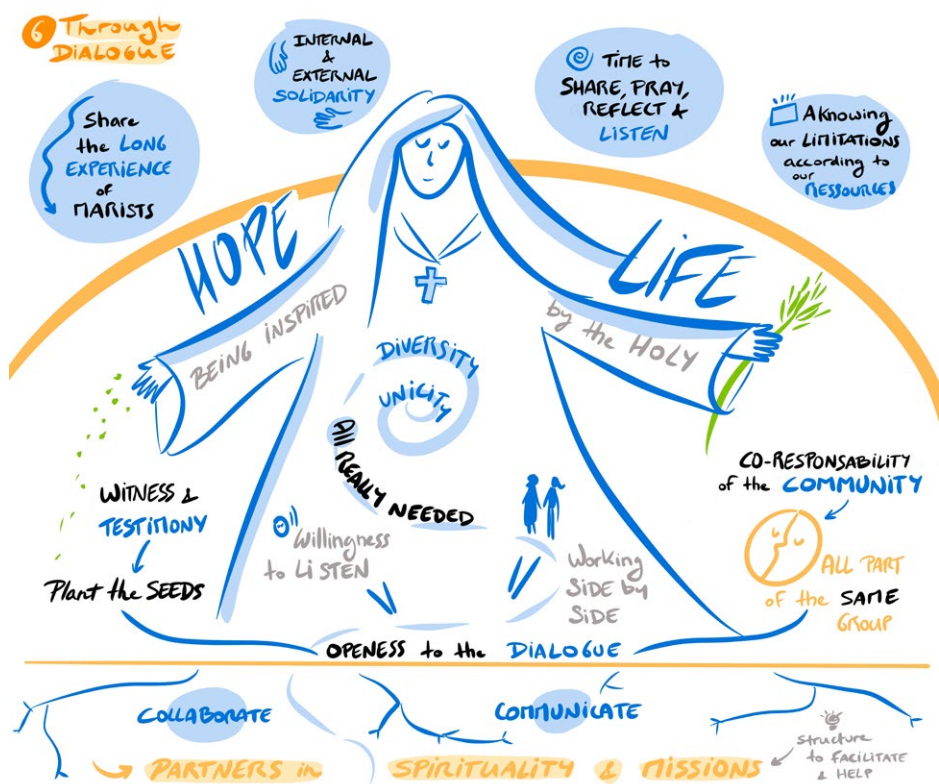 6 Through
DIALOGUE
Share
the LONG
EXPERIENCE
of
MARISTS
INTERNAL
&
EXTERNAL
SOLIDARITY
TIME to
SHARE, PRAY,
REFLECT &
LISTEN
AKNOWING
our LIMITATIONS
according to
our RESSOURCES
HOPE
LIFE
BEING INSPIRED
by the HOLY
DIVERSITY
UNICITY
All REALLY NEEDED
WITNESS &
TESTIMONY
Plant the SEEDS
Willingness
to LISTEN
Working
SIDE by
SIDE
CO-RESPONSABILITY
of the COMMUNITY
ALL PART
of the SAME
GROUP
OPENESS to the DIALOGUE
COLLABORATE
COMMUNICATE
PARTNERS in SPIRITUALITY & MISSIONS
Structure
to FACILITATE
& HELP